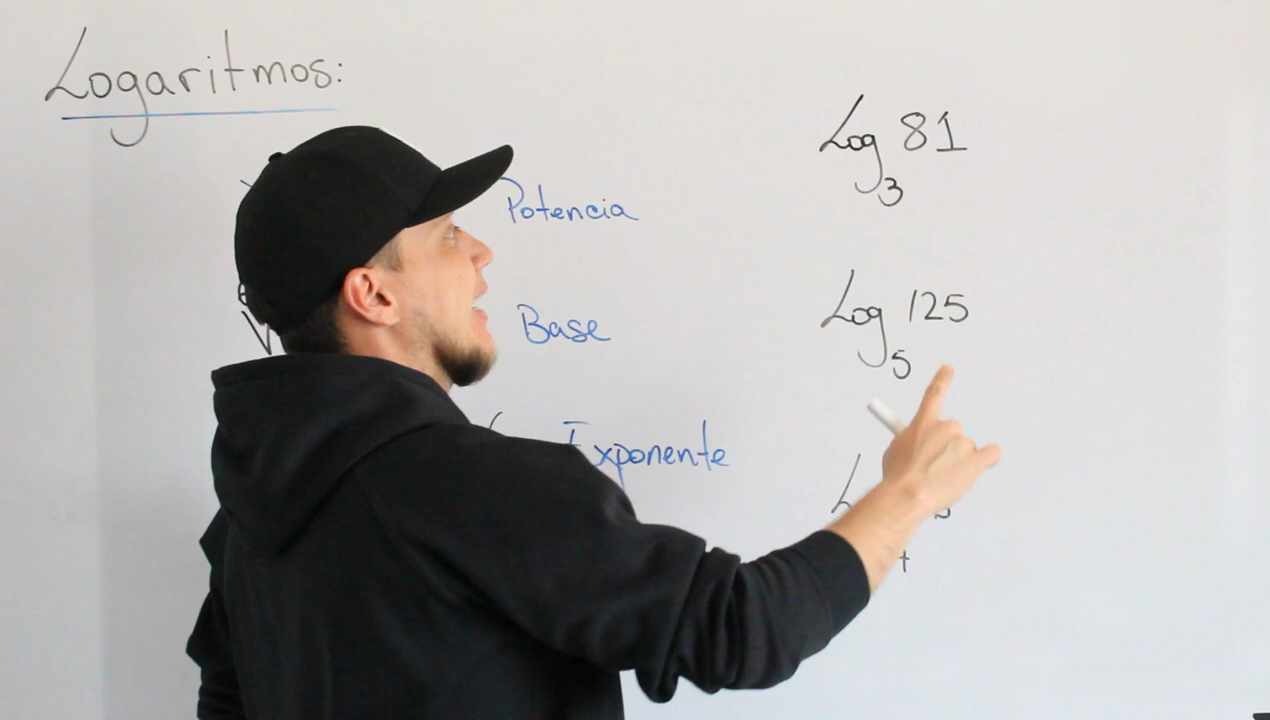 Logaritmos:
Potencia
Base
Exponente
Log 81
3
Log 125
5